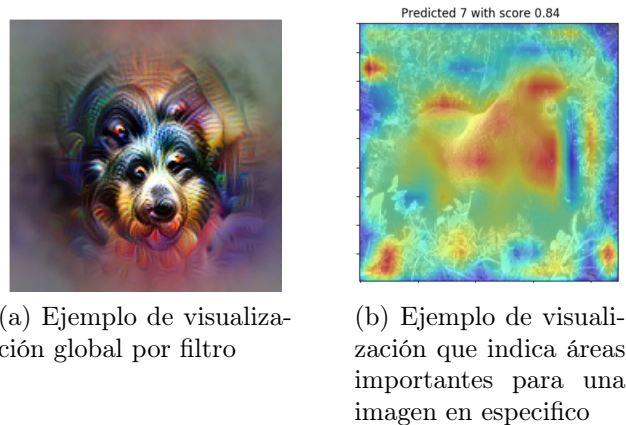 Predicted 7 with score 0.84
(a) Ejemplo de visualiza-
ción global por filtro
(b) Ejemplo de visuali-
zación que indica áreas
importantes para una
imagen en especifico